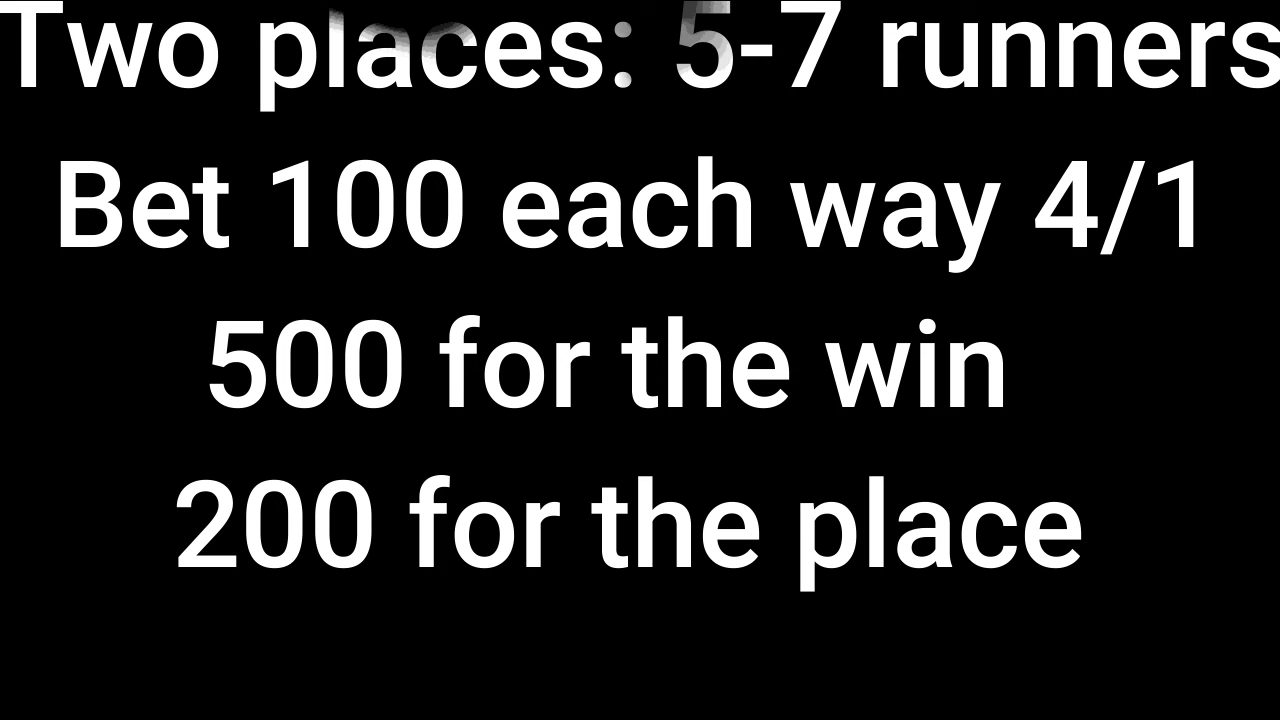 Two places: 5-7 runners
Bet 100 each way 4/1
500 for the win
200 for the place